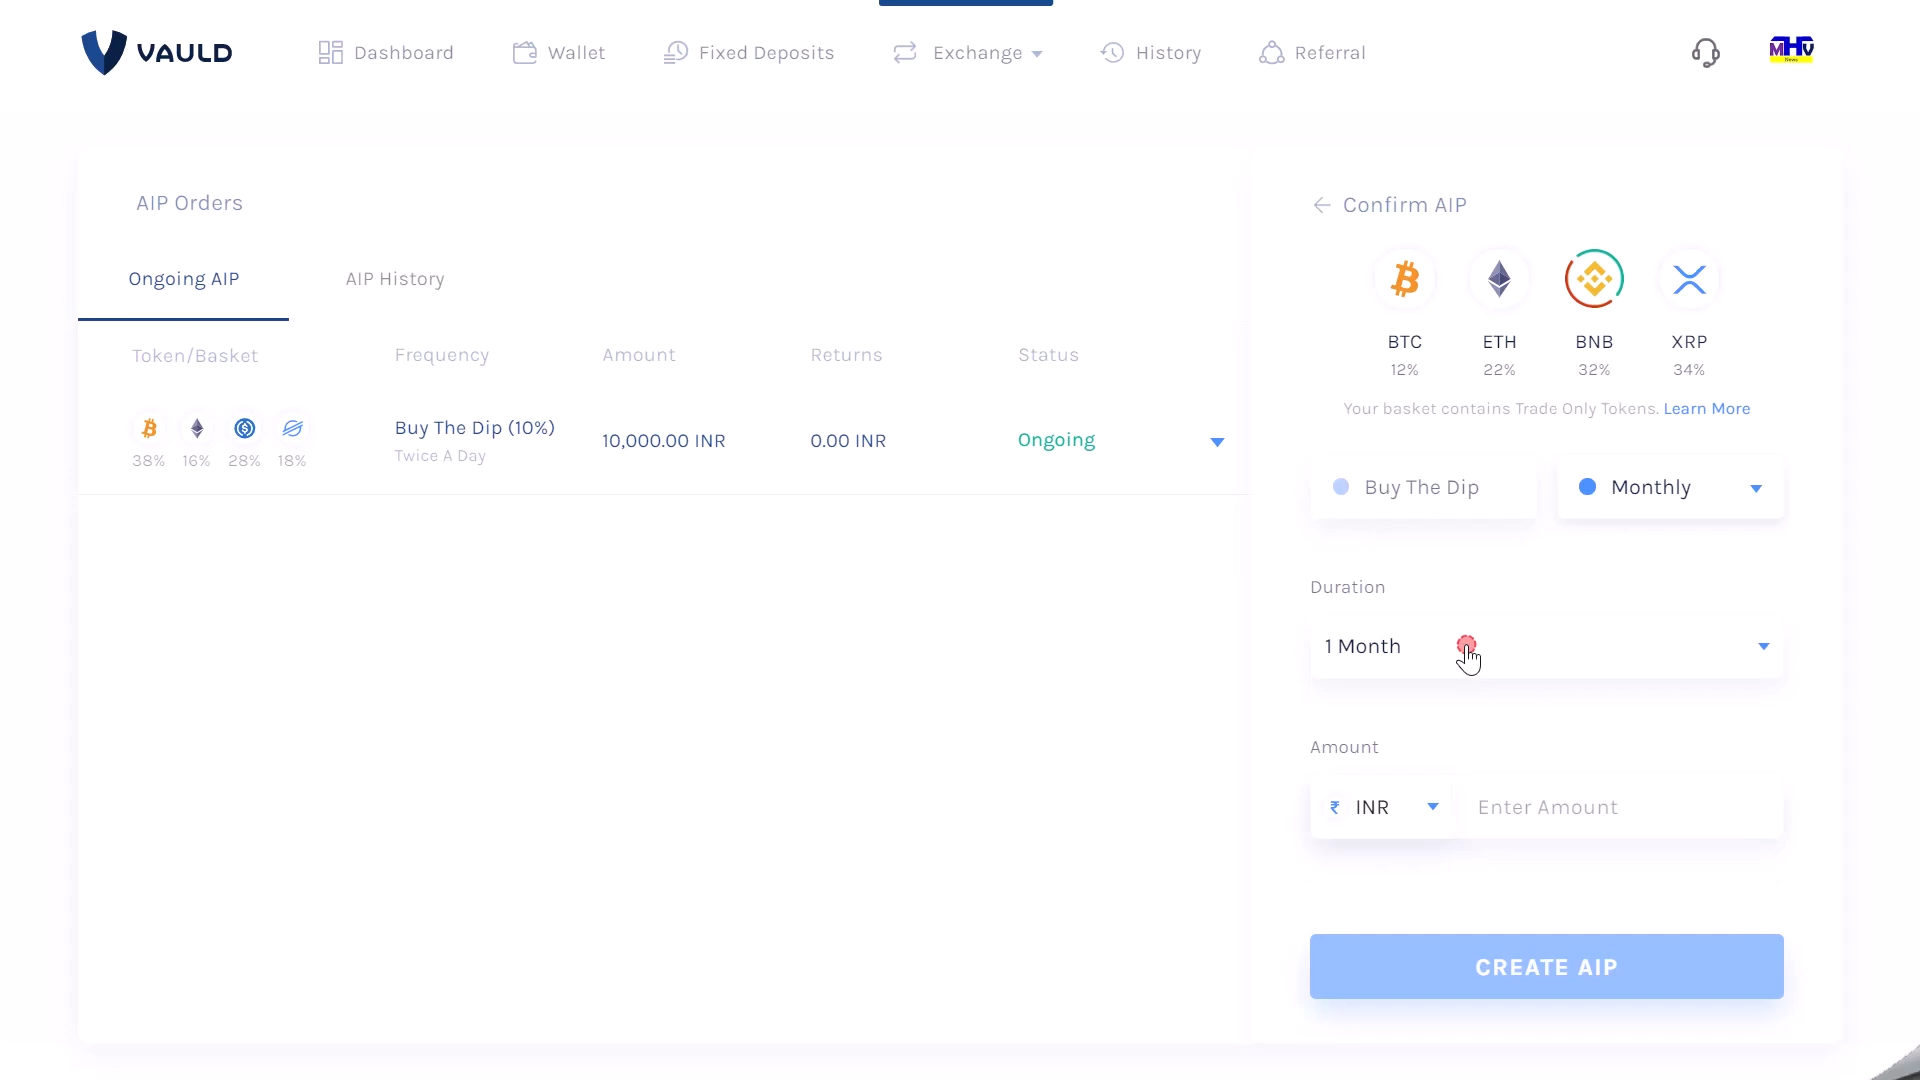 VAULD
Dashboard
Wallet
Fixed Deposits
Exchange
History
Referral
MHV
News
AIP Orders
Ongoing AIP
AIP History
Token/Basket
Frequency
Amount
Returns
Status
38%
16%
28%
18%
Buy The Dip (10%)
Twice A Day
10,000.00 INR
0.00 INR
Ongoing
Confirm AIP
BTC
ETH
BNB
XRP
12%
22%
32%
34%
Your basket contains Trade Only Tokens. Learn More
Buy The Dip
Monthly
Duration
1 Month
Amount
₹ INR
Enter Amount
CREATE AIP